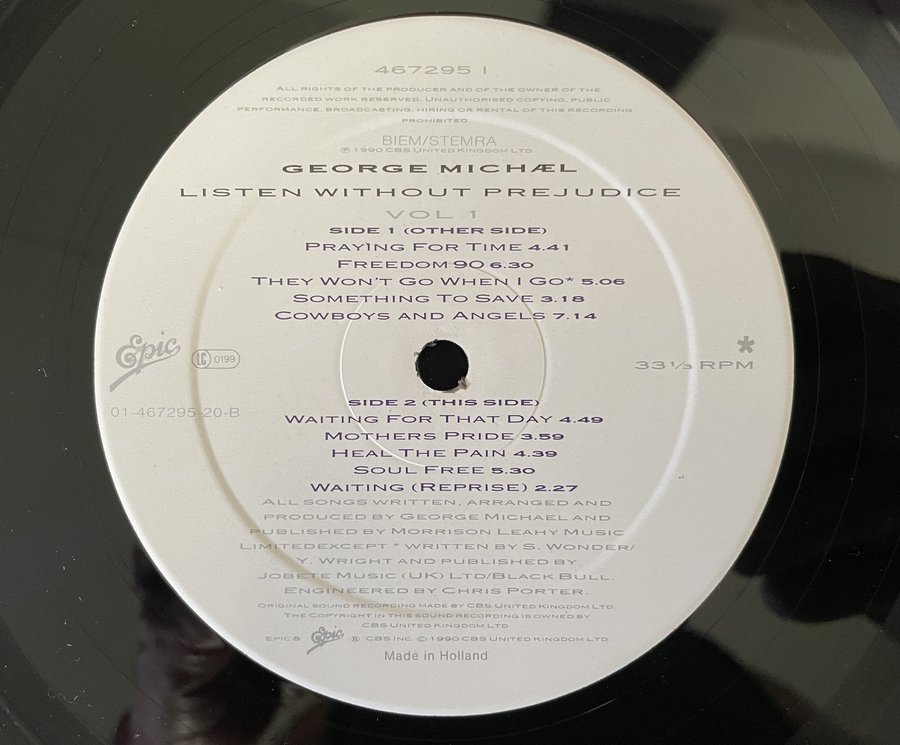 467295 1
ALL RIGHTS OF THE PRODUCER AND OF THE OWNER OF THE
RECORDED WORK RESERVED. UNAUTHORISED COPYING, PUBLIC
PERFORMANCE, BROADCASTING, HIRING OR RENTAL OF THIS RECORDING
PROHIBITED.
BIEM/STEMRA
℗ 1990 CBS UNITED KINGDOM LTD.
GEORGE MICHÆL
LISTEN WITHOUT PREJUDICE
VOL 1
SIDE 1 (OTHER SIDE)
PRAYING FOR TIME 4.41
FREEDOM 90 6.30
THEY WON'T GO WHEN I GO* 5.06
SOMETHING TO SAVE 3.18
COWBOYS AND ANGELS 7.14
Epic
LC 0199
*
33 1/3 RPM
01-467295-20-B
SIDE 2 (THIS SIDE)
WAITING FOR THAT DAY 4.49
MOTHERS PRIDE 3.59
HEAL THE PAIN 4.39
SOUL FREE 5.30
WAITING (REPRISE) 2.27
ALL SONGS WRITTEN, ARRANGED AND
PRODUCED BY GEORGE MICHAEL AND
PUBLISHED BY MORRISON LEAHY MUSIC
LIMITEDEXCEPT * WRITTEN BY S. WONDER/
Y. WRIGHT AND PUBLISHED BY
JOBETE MUSIC (UK) LTD/BLACK BULL.
ENGINEERED BY CHRIS PORTER.
ORIGINAL SOUND RECORDING MADE BY CBS UNITED KINGDOM LTD
THE COPYRIGHT IN THIS SOUND RECORDING IS OWNED BY
CBS UNITED KINGDOM LTD
EPIC & Epic ® CBS INC. © 1990 CBS UNITED KINGDOM LTD.
Made in Holland